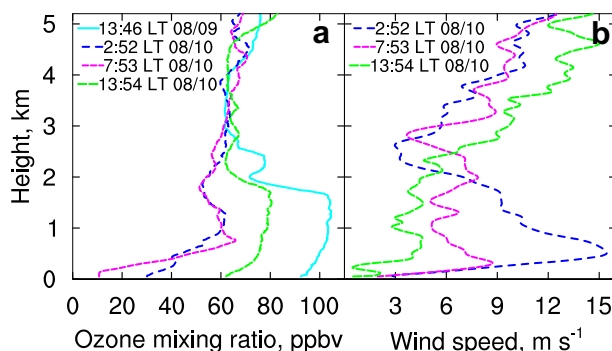 a
13:46 LT 08/09
2:52 LT 08/10
7:53 LT 08/10
13:54 LT 08/10
Height, km
5
4
3
2
1
0
0 20 40 60 80 100
Ozone mixing ratio, ppbv
b
2:52 LT 08/10
7:53 LT 08/10
13:54 LT 08/10
3 6 9 12 15
Wind speed, m s⁻¹